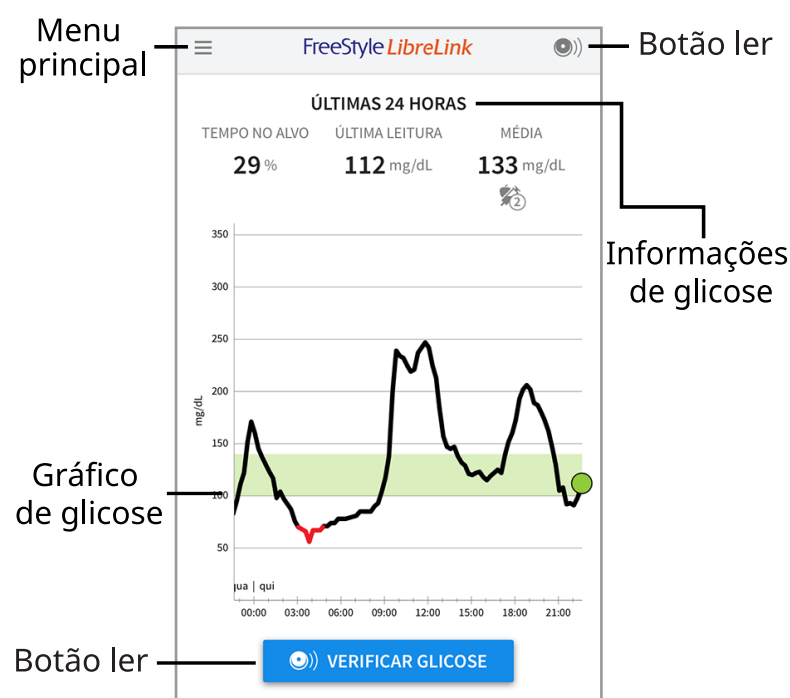 Menu
principal
FreeStyle LibreLink
Botão ler
ÚLTIMAS 24 HORAS
TEMPO NO ALVO ÚLTIMA LEITURA MÉDIA
29 % 112 mg/dL 133 mg/dL
2
Informações
de glicose
350
300
250
200
150
100
50
mg/dL
Gráfico
de glicose
qua | qui
00:00 03:00 06:00 09:00 12:00 15:00 18:00 21:00
Botão ler
VERIFICAR GLICOSE